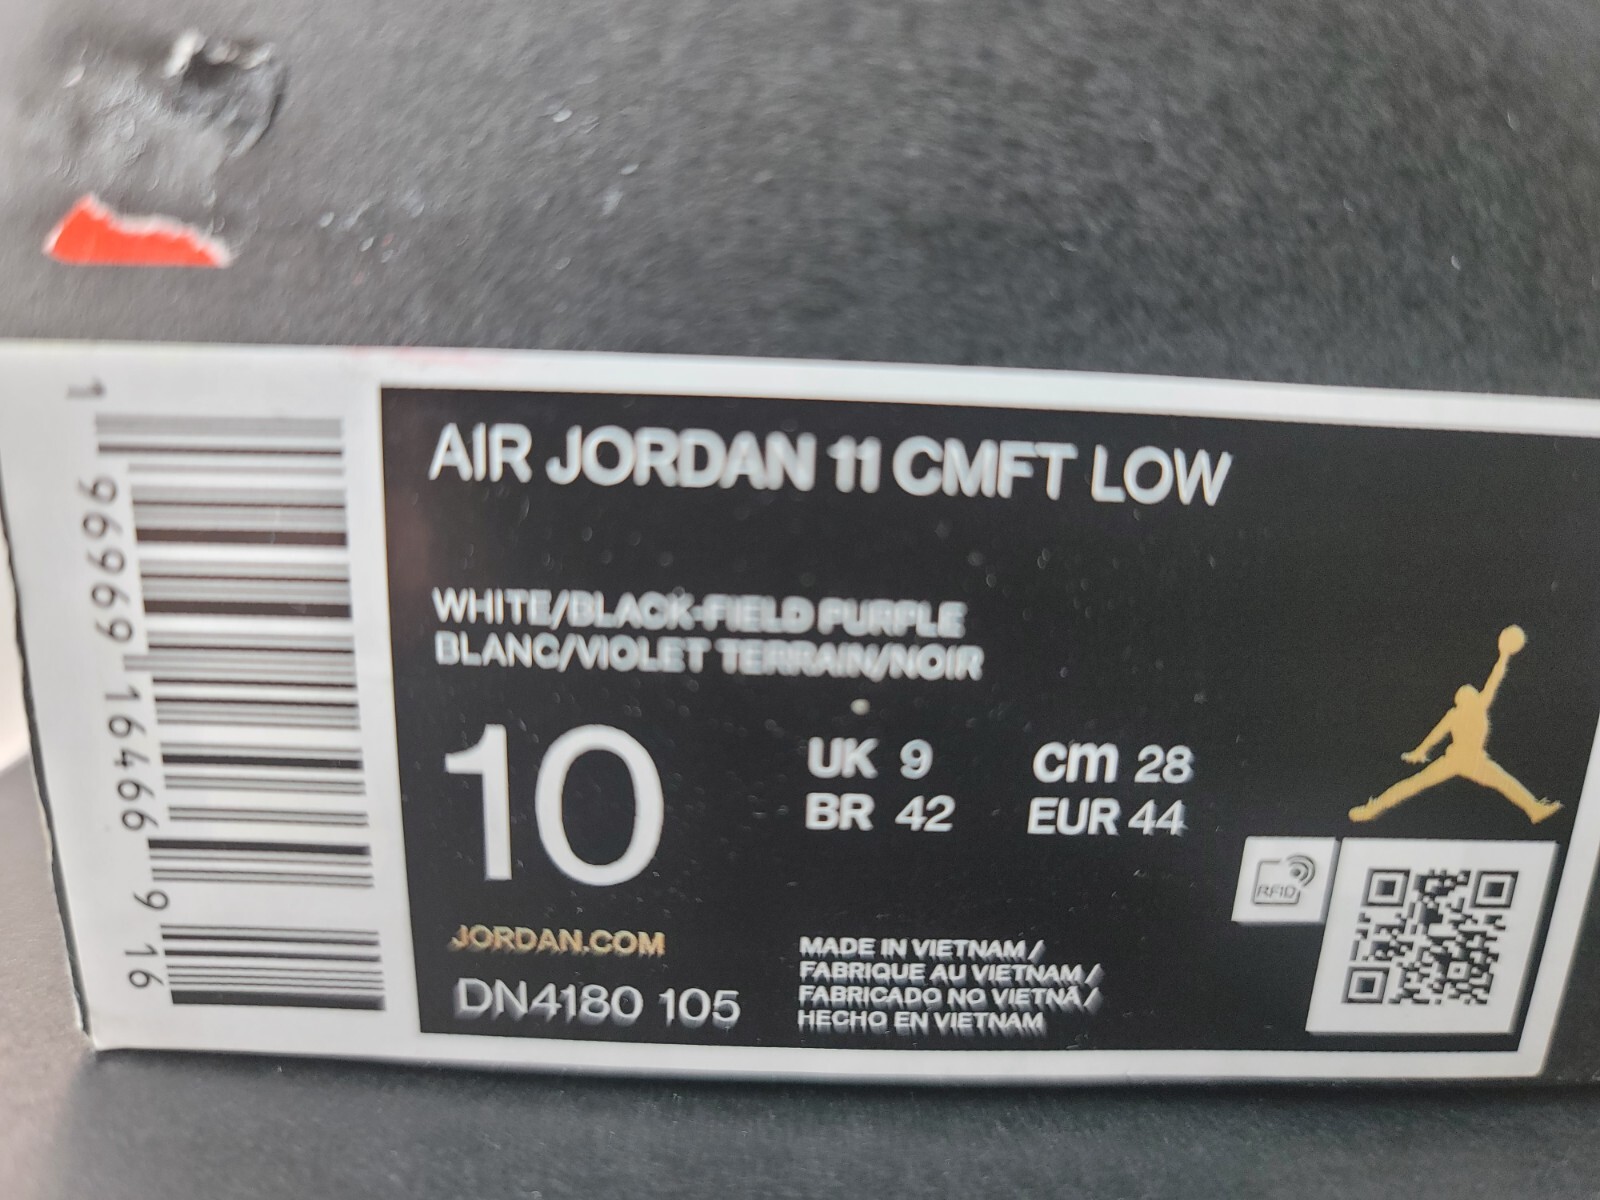 AIR JORDAN 11 CMFT LOW
WHITE/BLACK-FIELD PURPLE
BLANC/VIOLET TERRAIN/NOIR
10
UK 9 cm 28
BR 42 EUR 44
JORDAN.COM
DN4180 105
MADE IN VIETNAM/
FABRIQUE AU VIETNAM/
FABRICADO NO VIETNÃ/
HECHO EN VIETNAM
RFID
1 96969 16466 9 16